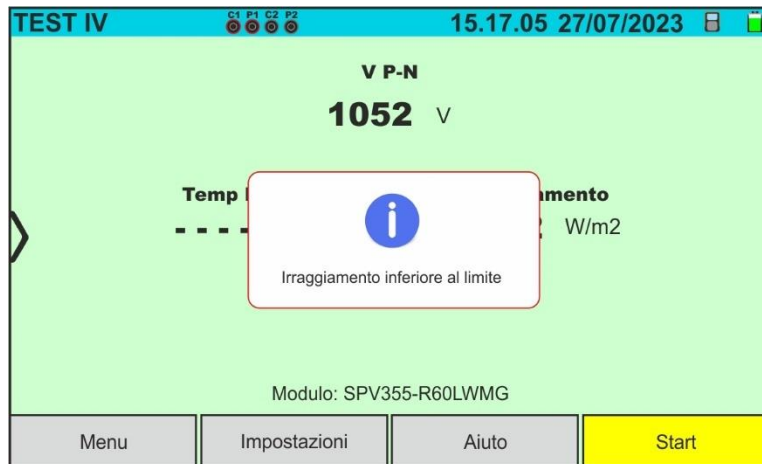 TEST IV C1 P1 C2 P2 15.17.05 27/07/2023
V P-N
1052 V
Temp
- - - - W/m2
Irraggiamento inferiore al limite
Modulo: SPV355-R60LWMG
Menu Impostazioni Aiuto Start